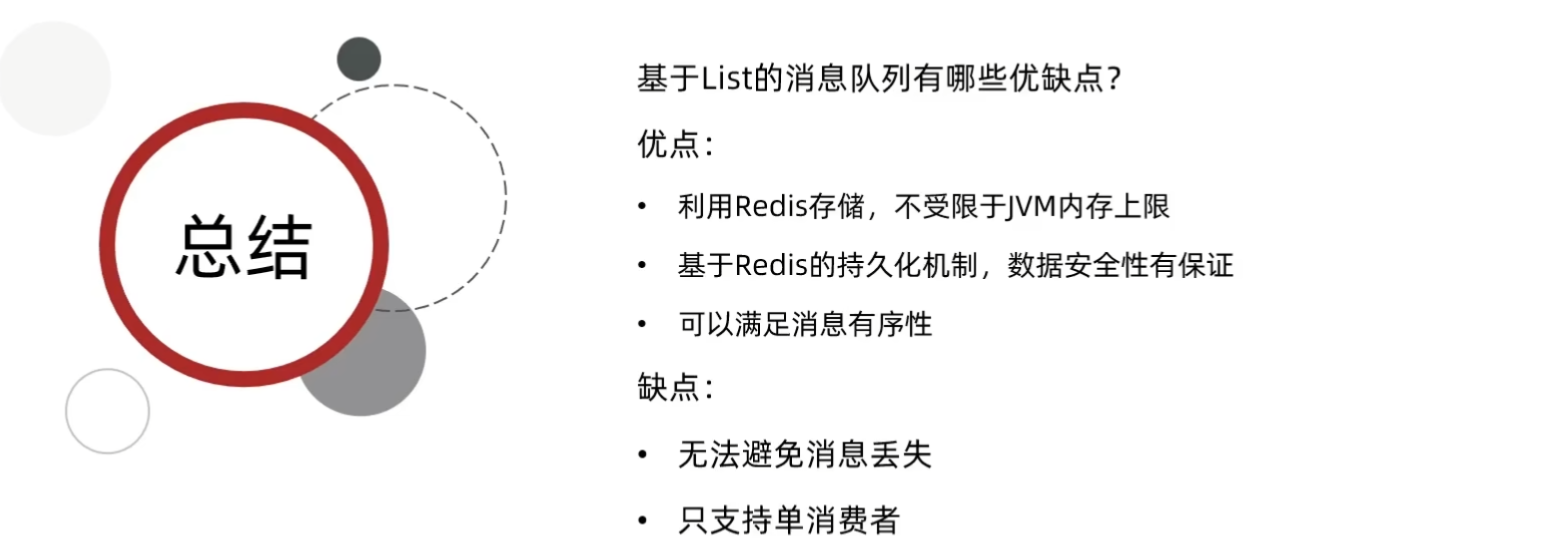 总结
基于List的消息队列有哪些优缺点？
优点：
• 利用Redis存储，不受限于JVM内存上限
• 基于Redis的持久化机制，数据安全性有保证
• 可以满足消息有序性
缺点：
• 无法避免消息丢失
• 只支持单消费者